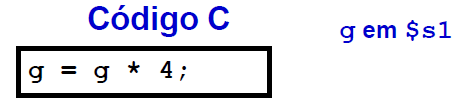 Código C
g em $s1
g = g * 4;